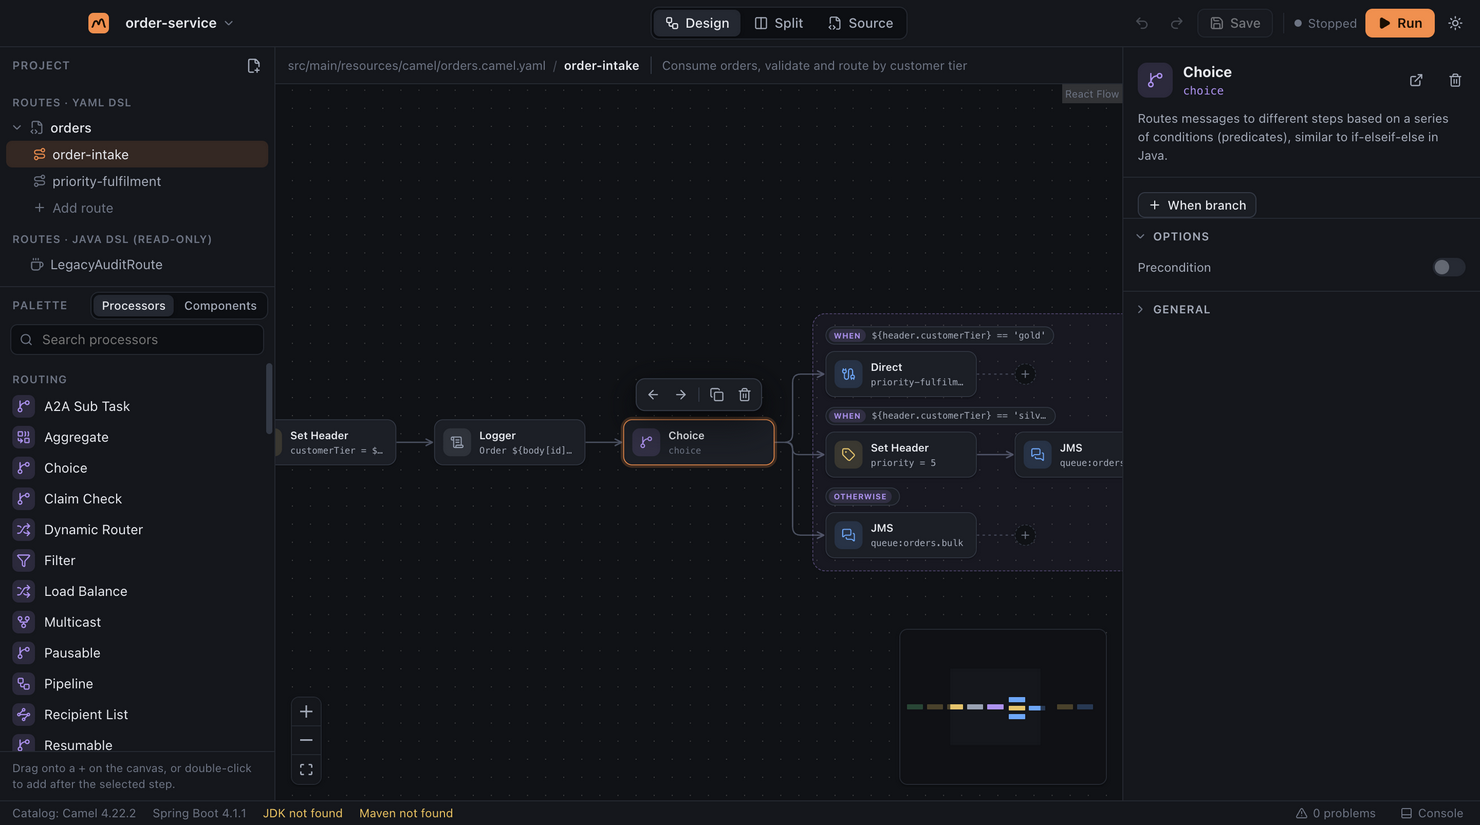 order-service
Design
Split
Source
Save
Stopped
Run
PROJECT
ROUTES · YAML DSL
orders
order-intake
priority-fulfilment
+ Add route
ROUTES · JAVA DSL (READ-ONLY)
LegacyAuditRoute
PALETTE
Processors
Components
Search processors
ROUTING
A2A Sub Task
Aggregate
Choice
Claim Check
Dynamic Router
Filter
Load Balance
Multicast
Pausable
Pipeline
Recipient List
Resumable
Drag onto a + on the canvas, or double-click
to add after the selected step.
src/main/resources/camel/orders.camel.yaml / order-intake
Consume orders, validate and route by customer tier
React Flow
Set Header
customerTier = $…
Logger
Order ${body[id]…
Choice
choice
WHEN ${header.customerTier} == 'gold'
Direct
priority-fulfilm…
WHEN ${header.customerTier} == 'silv…
Set Header
priority = 5
JMS
queue:orders
OTHERWISE
JMS
queue:orders.bulk
Choice
choice
Routes messages to different steps based on a series
of conditions (predicates), similar to if-elseif-else in
Java.
+ When branch
OPTIONS
Precondition
GENERAL
Catalog: Camel 4.22.2
Spring Boot 4.1.1
JDK not found
Maven not found
0 problems
Console